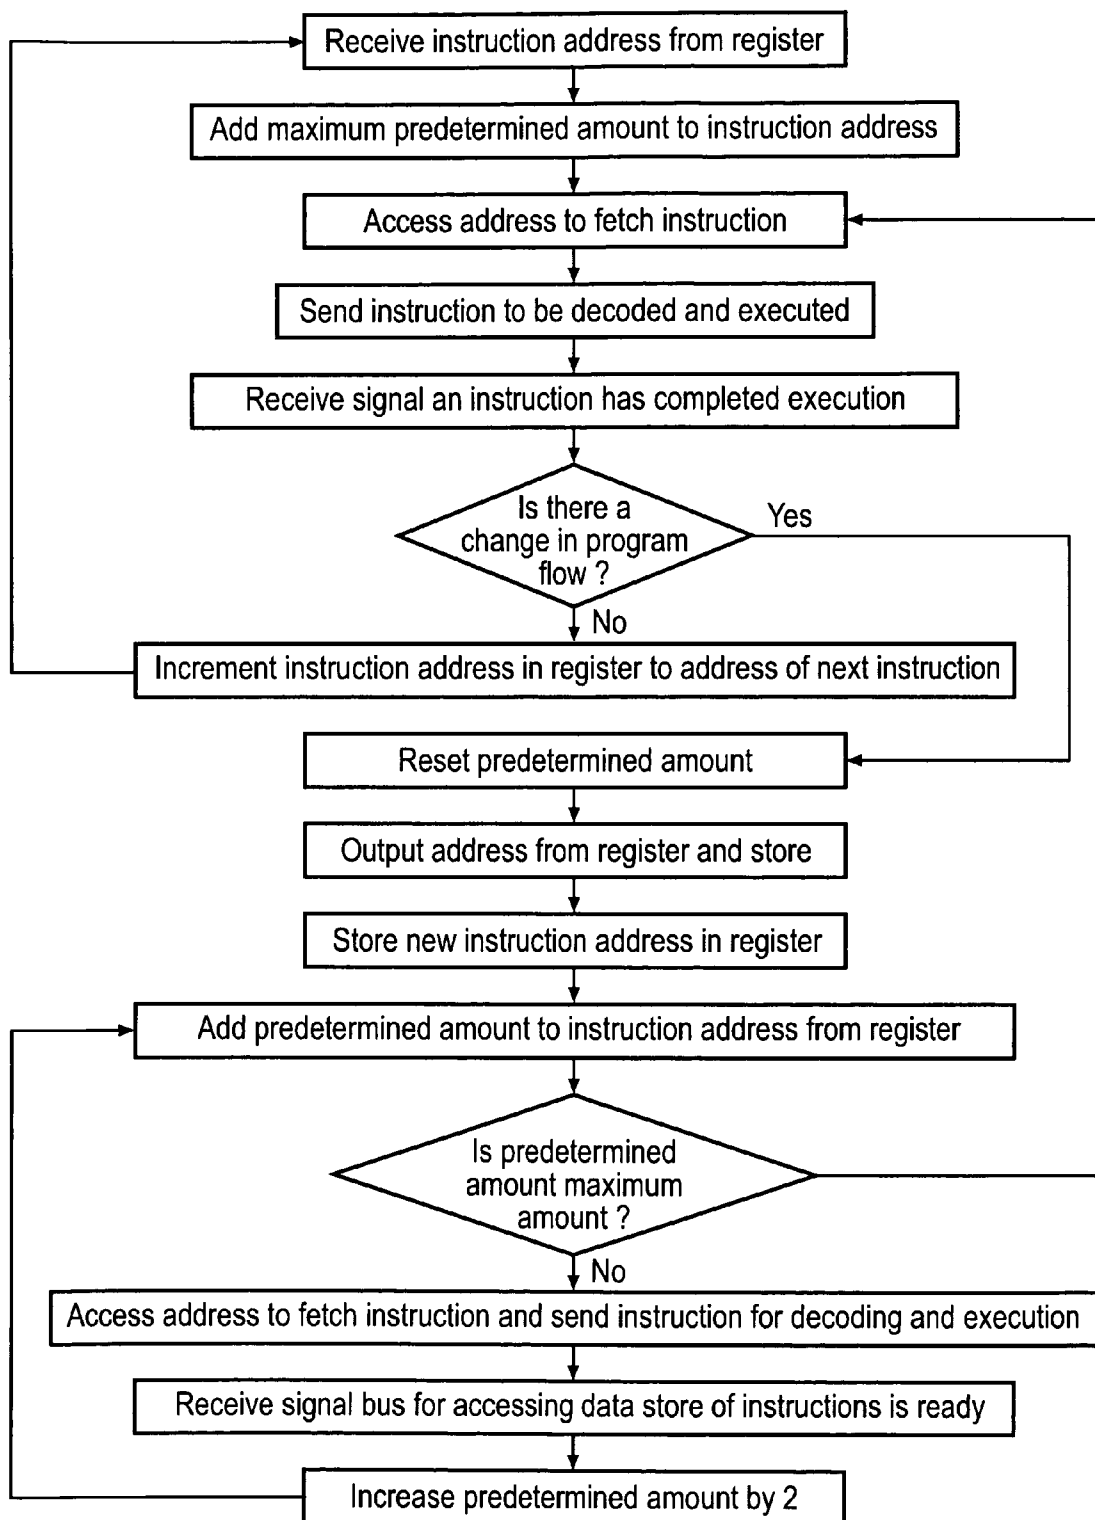 Receive instruction address from register
Add maximum predetermined amount to instruction address
Access address to fetch instruction
Send instruction to be decoded and executed
Receive signal an instruction has completed execution
Is there a
change in program
flow ?
Yes
No
Increment instruction address in register to address of next instruction
Reset predetermined amount
Output address from register and store
Store new instruction address in register
Add predetermined amount to instruction address from register
Is predetermined
amount maximum
amount ?
No
Access address to fetch instruction and send instruction for decoding and execution
Receive signal bus for accessing data store of instructions is ready
Increase predetermined amount by 2